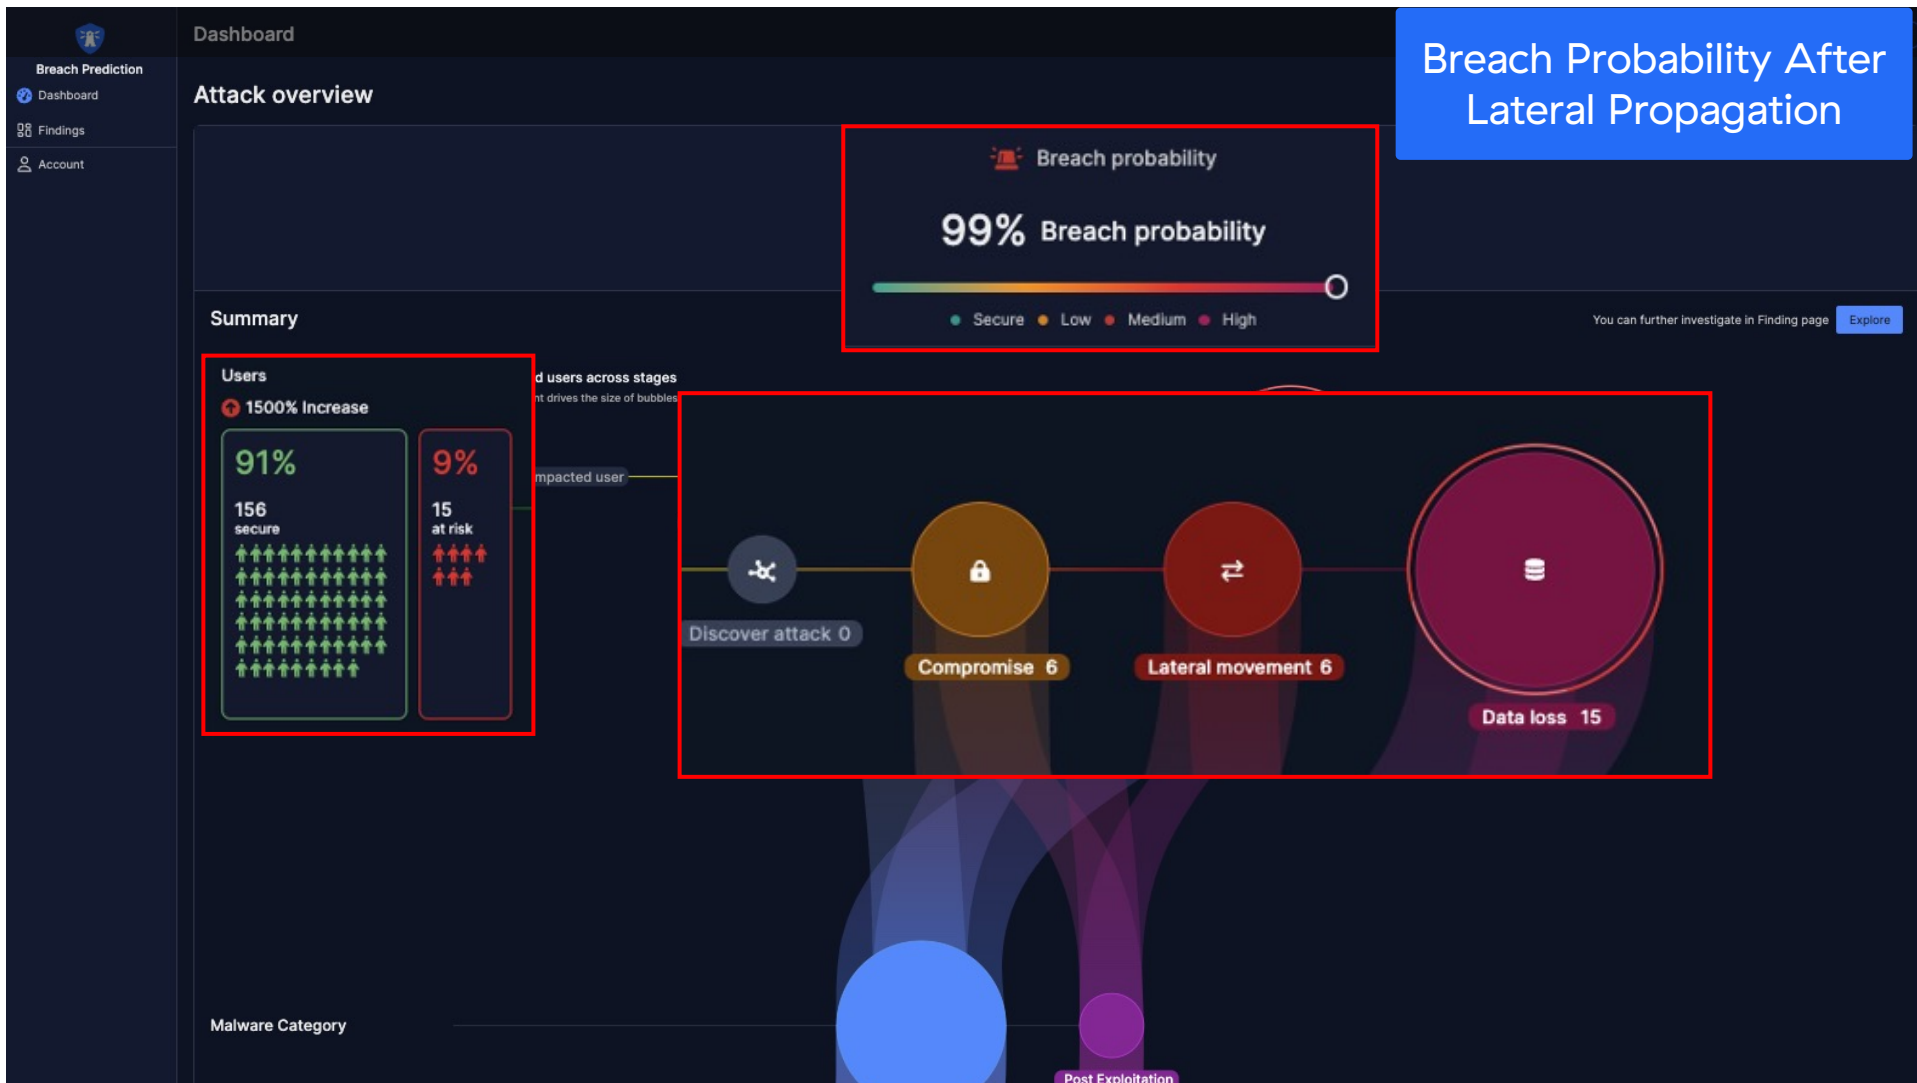 Breach Prediction
Dashboard
Findings
Account
Dashboard
Breach Probability After
Lateral Propagation
Attack overview
Breach probability
99% Breach probability
Secure Low Medium High
Summary
You can further investigate in Finding page Explore
Users
1500% Increase
91%
156
secure
9%
15
at risk
d users across stages
nt drives the size of bubbles
mpacted user
Discover attack 0
Compromise 6
Lateral movement 6
Data loss 15
Malware Category
Post Exploitation